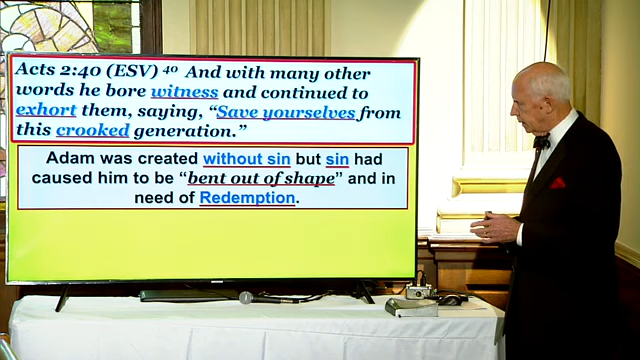 Acts 2:40 (ESV) ⁴⁰ And with many other
words he bore witness and continued to
exhort them, saying, “Save yourselves from
this crooked generation.”
Adam was created without sin but sin had
caused him to be “bent out of shape” and in
need of Redemption.